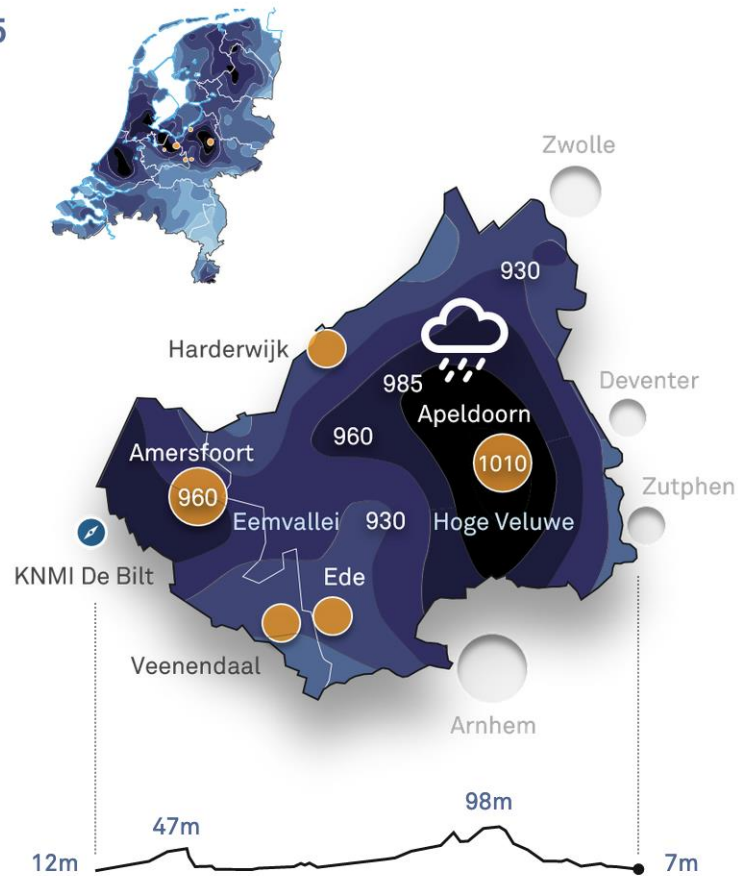 5
Zwolle
930
Harderwijk
985
Deventer
Apeldoorn
960
Amersfoort
1010
Zutphen
960
Eemvallei
930
Hoge Veluwe
KNMI De Bilt
Ede
Veenendaal
Arnhem
98m
47m
12m
7m